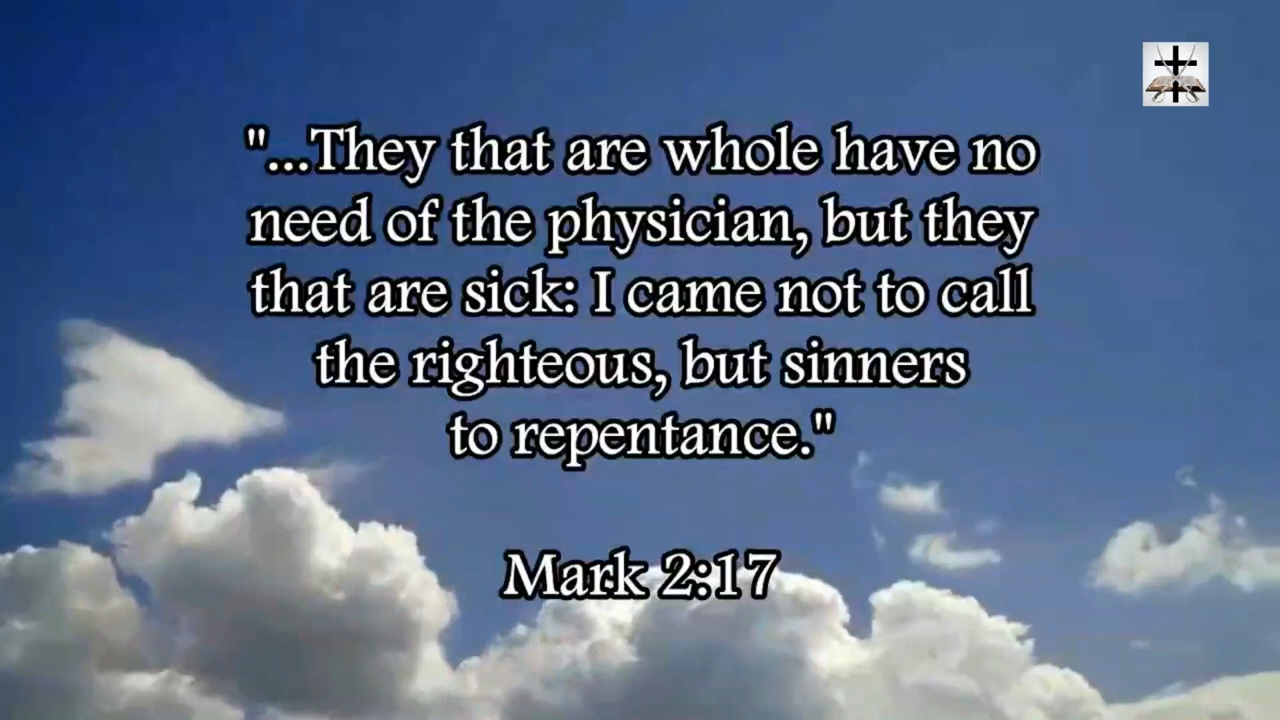 "...They that are whole have no
need of the physician, but they
that are sick: I came not to call
the righteous, but sinners
to repentance."
Mark 2:17